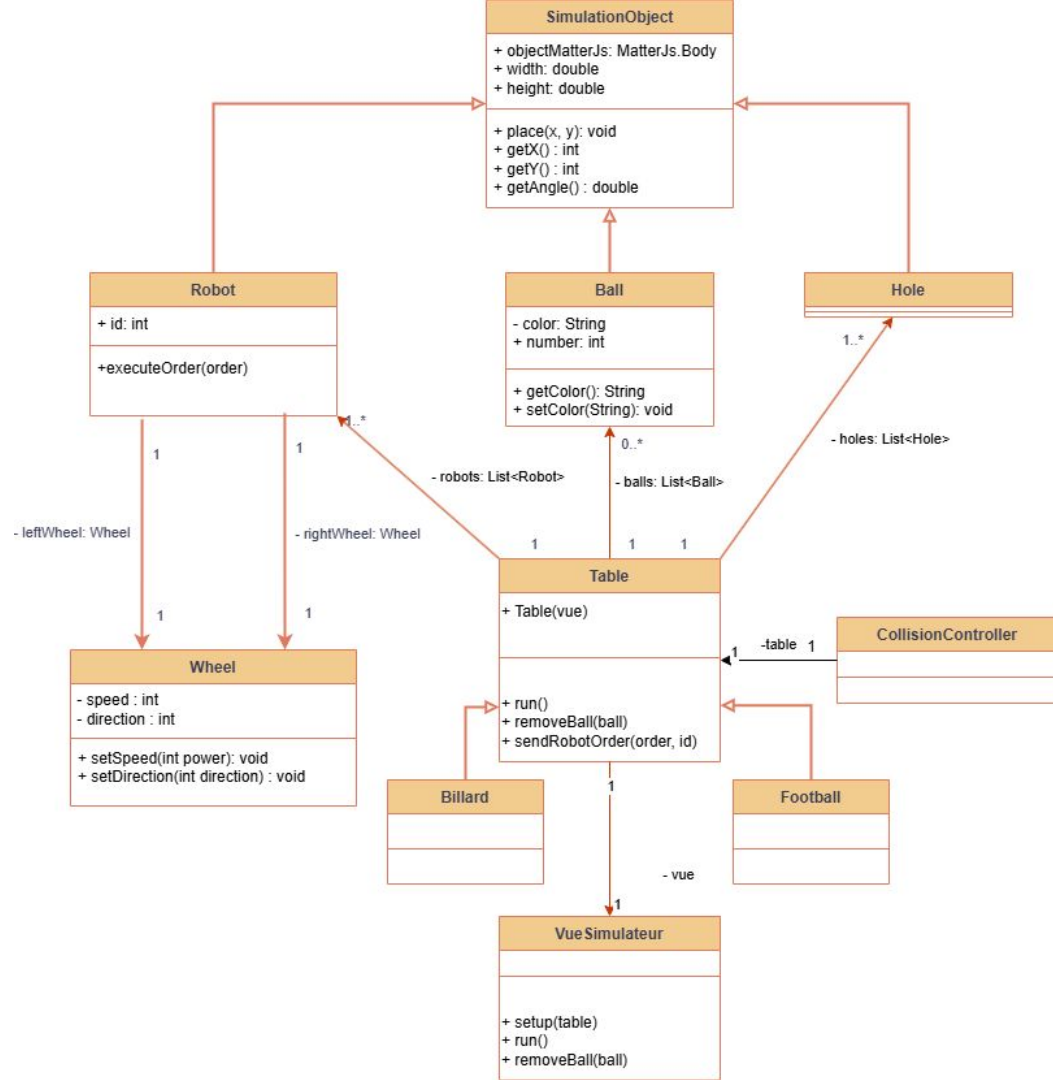 SimulationObject
+ objectMatterJs: MatterJs.Body
+ width: double
+ height: double
+ place(x, y): void
+ getX() : int
+ getY() : int
+ getAngle() : double
Robot
+ id: int
+executeOrder(order)
Ball
- color: String
+ number: int
+ getColor(): String
+ setColor(String): void
Hole
1..*
1..*
0..*
- holes: List<Hole>
1
1
- robots: List<Robot>
- balls: List<Ball>
- leftWheel: Wheel
- rightWheel: Wheel
1
1
1
1
1
Table
+ Table(vue)
+ run()
+ removeBall(ball)
+ sendRobotOrder(order, id)
CollisionController
-table
1
1
Wheel
- speed : int
- direction : int
+ setSpeed(int power): void
+ setDirection(int direction) : void
Billard
Football
1
- vue
1
VueSimulateur
+ setup(table)
+ run()
+ removeBall(ball)